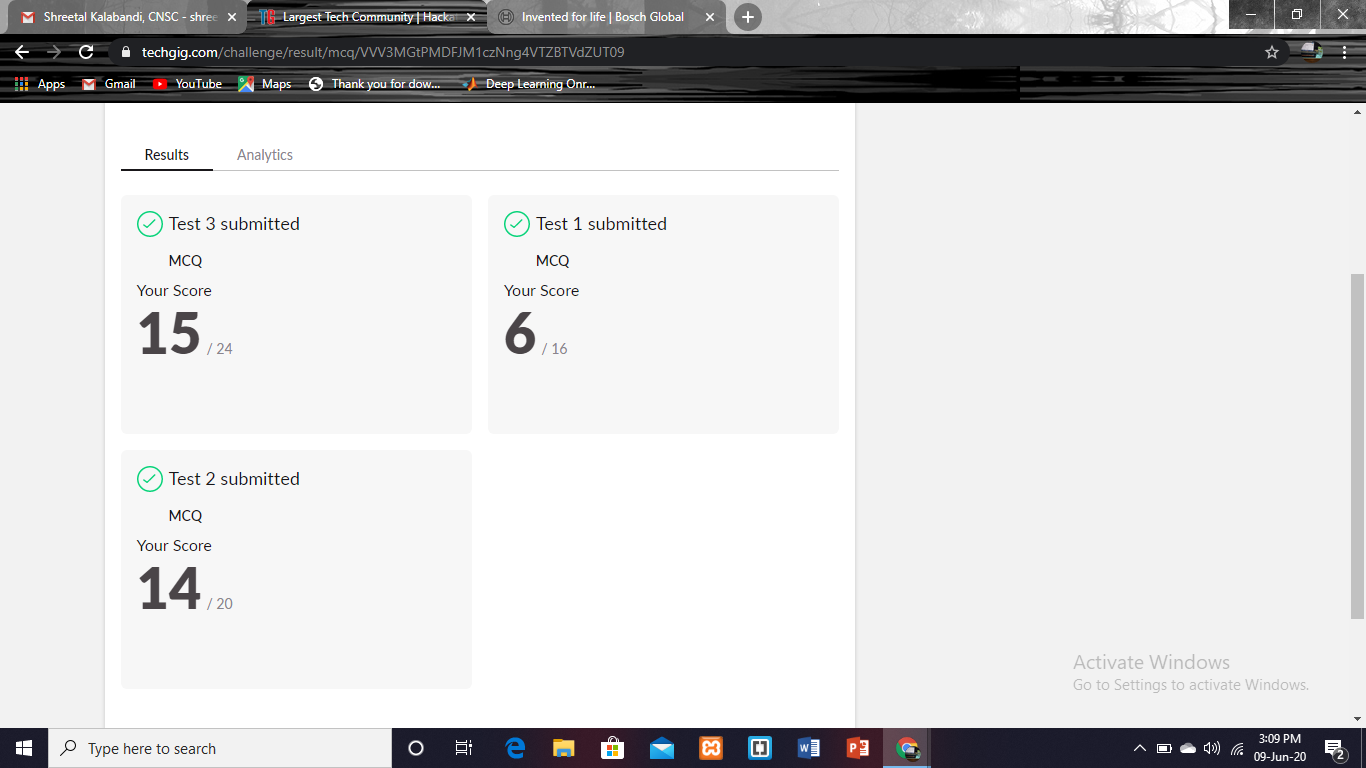 Shreetal Kalabandi, CNSC - shree
Largest Tech Community | Hacka
Invented for life | Bosch Global
techgig.com/challenge/result/mcq/VVV3MGtPMDFJM1czNng4VTZBTVdZUT09
Apps
Gmail
YouTube
Maps
Thank you for dow...
Deep Learning Onr...
Results
Analytics
Test 3 submitted
MCQ
Your Score
15 / 24
Test 1 submitted
MCQ
Your Score
6 / 16
Test 2 submitted
MCQ
Your Score
14 / 20
Activate Windows
Go to Settings to activate Windows.
Type here to search
3:09 PM
09-Jun-20
2